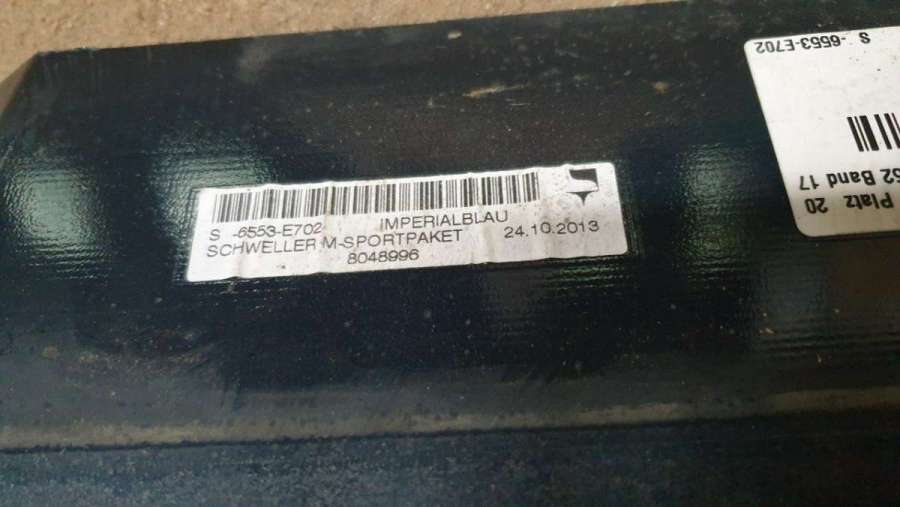 S -6553-E702 IMPERIALBLAU
SCHWELLER M-SPORTPAKET 24.10.2013
8048996
S -6553-E702
52 Band 17
Platz 20